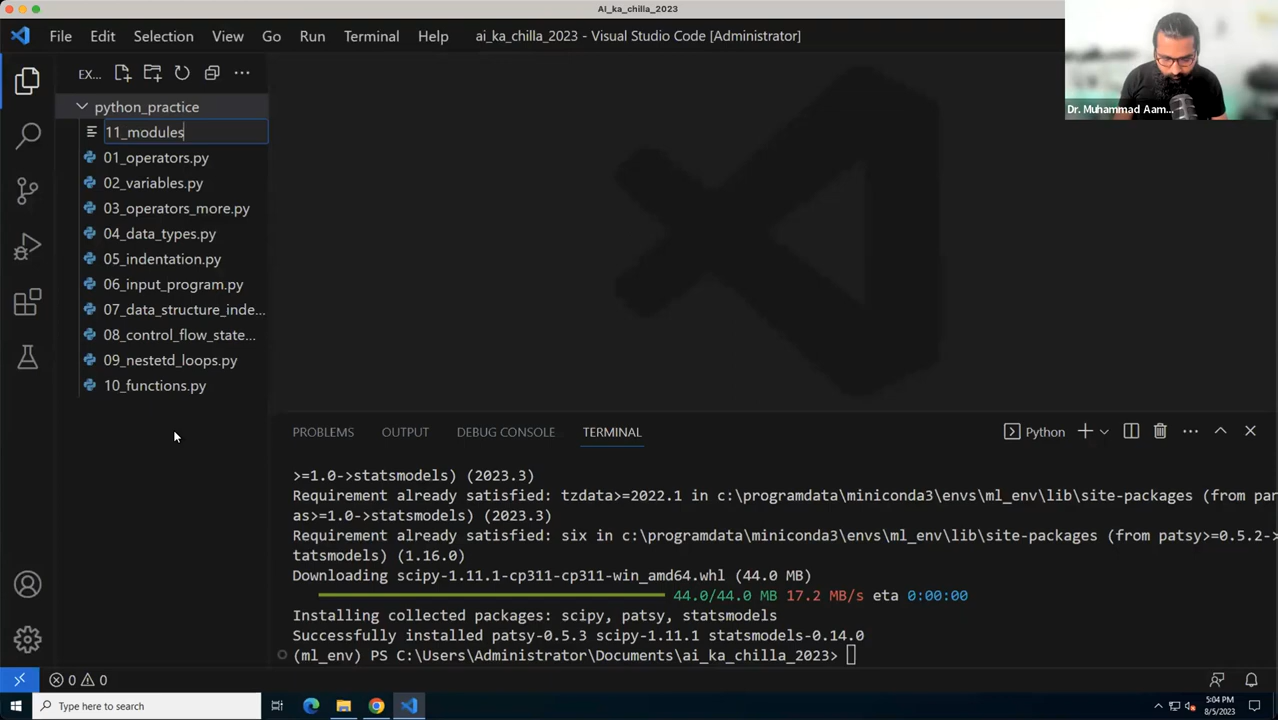 AI_ka_chilla_2023
File Edit Selection View Go Run Terminal Help ai_ka_chilla_2023 - Visual Studio Code [Administrator]
Dr. Muhammad Aam...
EX...
python_practice
11_modules
01_operators.py
02_variables.py
03_operators_more.py
04_data_types.py
05_indentation.py
06_input_program.py
07_data_structure_inde...
08_control_flow_state...
09_nestetd_loops.py
10_functions.py
PROBLEMS OUTPUT DEBUG CONSOLE TERMINAL Python
>=1.0->statsmodels) (2023.3)
Requirement already satisfied: tzdata>=2022.1 in c:\programdata\miniconda3\envs\ml_env\lib\site-packages (from pan
as>=1.0->statsmodels) (2023.3)
Requirement already satisfied: six in c:\programdata\miniconda3\envs\ml_env\lib\site-packages (from patsy>=0.5.2->
tatsmodels) (1.16.0)
Downloading scipy-1.11.1-cp311-cp311-win_amd64.whl (44.0 MB)
44.0/44.0 MB 17.2 MB/s eta 0:00:00
Installing collected packages: scipy, patsy, statsmodels
Successfully installed patsy-0.5.3 scipy-1.11.1 statsmodels-0.14.0
(ml_env) PS C:\Users\Administrator\Documents\ai_ka_chilla_2023>
0 0
Type here to search
5:04 PM
8/5/2023